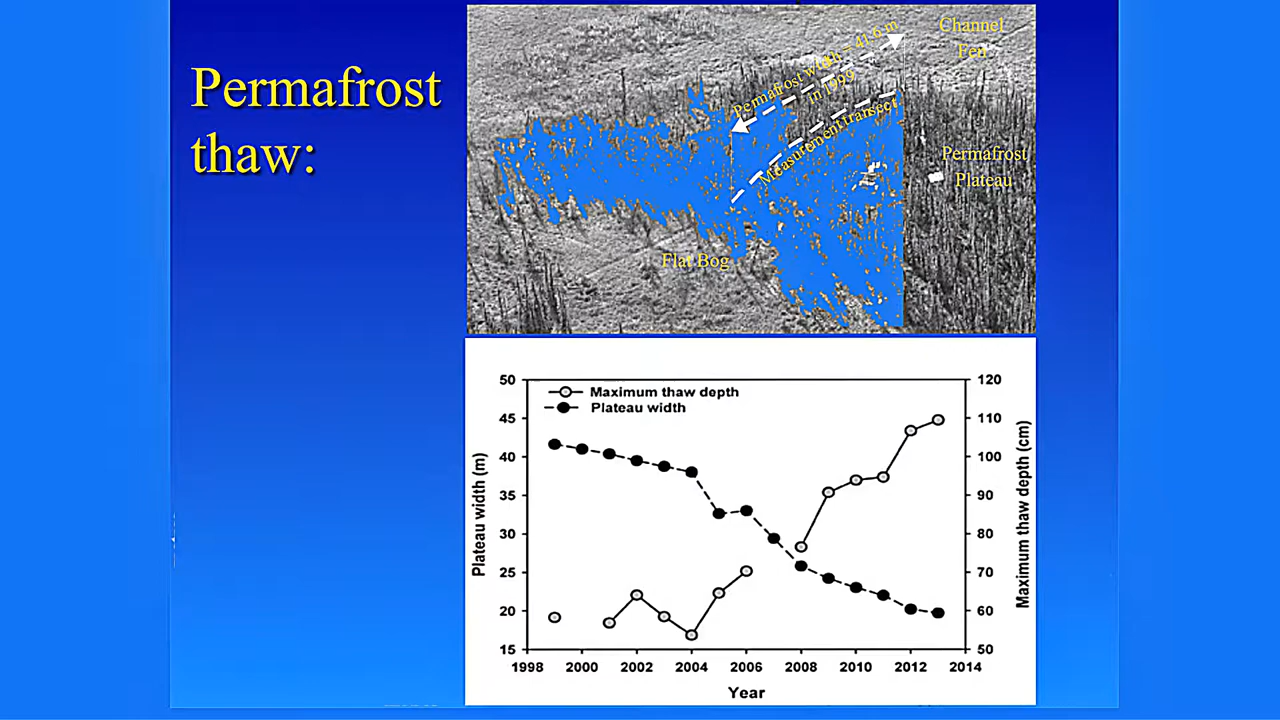 Permafrost
thaw:
Channel
Fen
Permafrost width = 41.6 m
in 1999
Measurement transect
Permafrost
Plateau
Flat Bog
Maximum thaw depth
Plateau width
50
45
40
35
30
25
20
15
Plateau width (m)
120
110
100
90
80
70
60
50
Maximum thaw depth (cm)
1998 2000 2002 2004 2006 2008 2010 2012 2014
Year